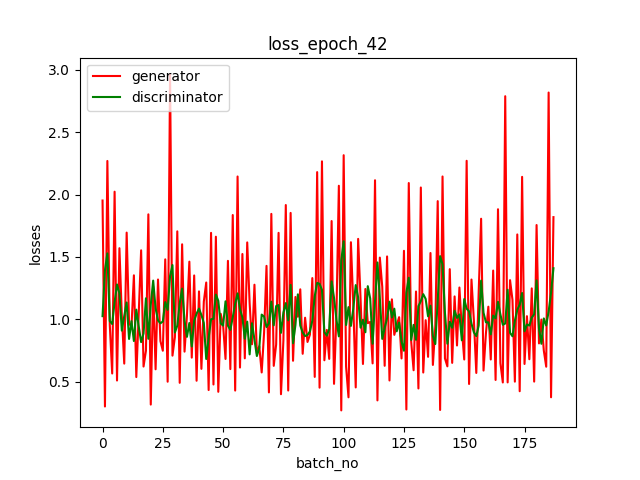 loss_epoch_42
generator
discriminator
losses
3.0
2.5
2.0
1.5
1.0
0.5
0 25 50 75 100 125 150 175
batch_no